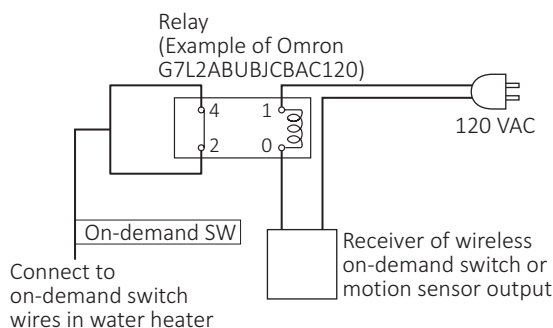 Relay
(Example of Omron
G7L2ABUBJCBAC120)
4
1
2
0
120 VAC
On-demand SW
Connect to
on-demand switch
wires in water heater
Receiver of wireless
on-demand switch or
motion sensor output